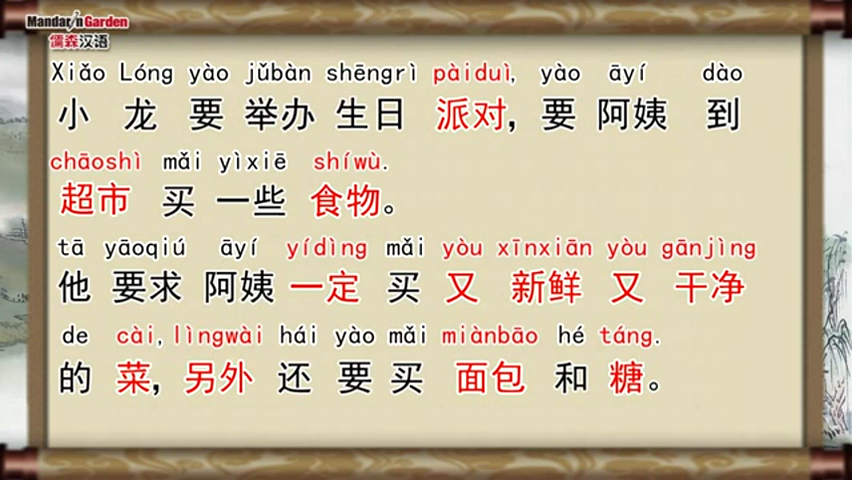 Mandarin Garden
儒森汉语
Xiǎo Lóng yào jǔbàn shēngrì pàiduì, yào āyí dào
小 龙 要 举办 生日 派对，要 阿姨 到
chāoshì mǎi yìxiē shíwù.
超市 买 一些 食物。
tā yāoqiú āyí yídìng mǎi yòu xīnxiān yòu gānjìng
他 要求 阿姨 一定 买 又 新鲜 又 干净
de cài,lìngwài hái yào mǎi miànbāo hé táng.
的 菜，另外 还 要 买 面包 和 糖。